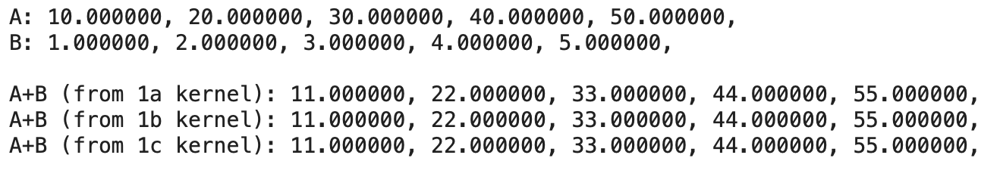 A: 10.000000, 20.000000, 30.000000, 40.000000, 50.000000,
B: 1.000000, 2.000000, 3.000000, 4.000000, 5.000000,
A+B (from 1a kernel): 11.000000, 22.000000, 33.000000, 44.000000, 55.000000,
A+B (from 1b kernel): 11.000000, 22.000000, 33.000000, 44.000000, 55.000000,
A+B (from 1c kernel): 11.000000, 22.000000, 33.000000, 44.000000, 55.000000,